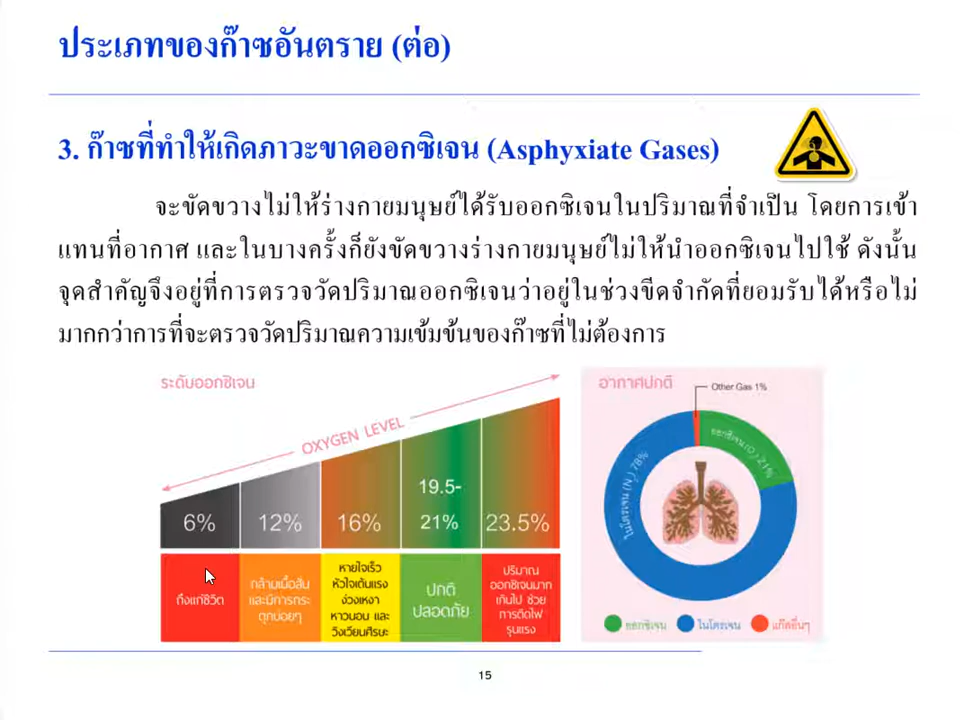 ประเภทของก๊าซอันตราย (ต่อ)
3. ก๊าซที่ทำให้เกิดภาวะขาดออกซิเจน (Asphyxiate Gases)
จะขัดขวางไม่ให้ร่างกายมนุษย์ได้รับออกซิเจนในปริมาณที่จำเป็น โดยการเข้า
แทนที่อากาศ และในบางครั้งก็ยังขัดขวางร่างกายมนุษย์ไม่ให้นำออกซิเจนไปใช้ ดังนั้น
จุดสำคัญจึงอยู่ที่การตรวจวัดปริมาณออกซิเจนว่าอยู่ในช่วงขีดจำกัดที่ยอมรับได้หรือไม่
มากกว่าการที่จะตรวจวัดปริมาณความเข้มข้นของก๊าซที่ไม่ต้องการ
ระดับออกซิเจน
OXYGEN LEVEL
6%
12%
16%
19.5-
21%
23.5%
ถึงแก่ชีวิต
กล้ามเนื้อสั่น
และมีการกระ
ตุกบ่อยๆ
หายใจเร็ว
หัวใจเต้นแรง
ง่วงเหงา
หาวนอน และ
วิงเวียนศีรษะ
ปกติ
ปลอดภัย
ปริมาณ
ออกซิเจนมาก
เกินไป ช่วย
การติดไฟ
รุนแรง
อากาศปกติ
Other Gas 1%
ออกซิเจน (O2) 21%
ไนโตรเจน (N2) 78%
ออกซิเจน
ไนโตรเจน
แก๊สอื่นๆ
15